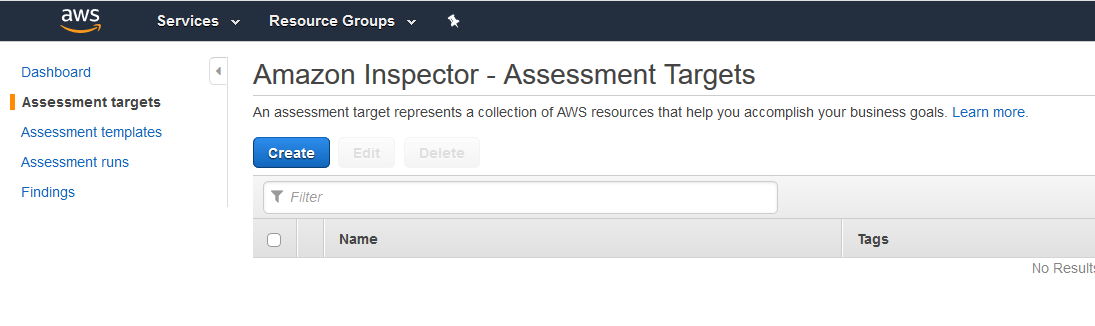 aws Services Resource Groups
Dashboard
Assessment targets
Assessment templates
Assessment runs
Findings
Amazon Inspector - Assessment Targets
An assessment target represents a collection of AWS resources that help you accomplish your business goals. Learn more.
Create Edit Delete
Filter
Name Tags
No Results